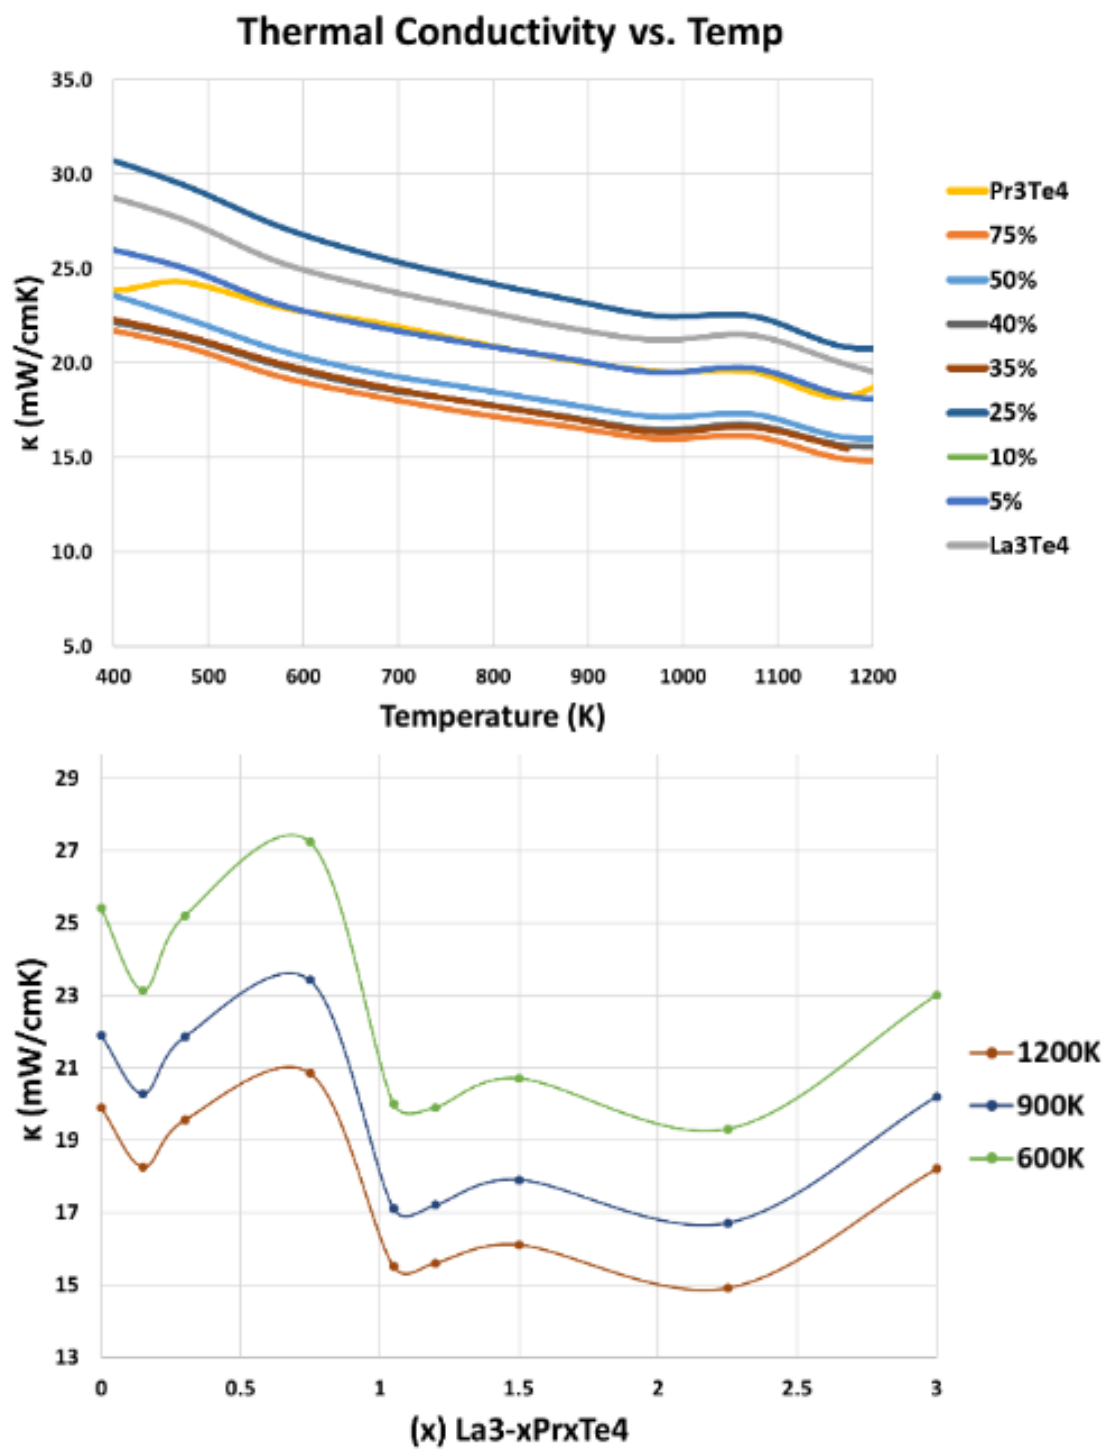 Thermal Conductivity vs. Temp
35.0
30.0
25.0
20.0
15.0
10.0
5.0
κ (mW/cmK)
400 500 600 700 800 900 1000 1100 1200
Temperature (K)
Pr3Te4
75%
50%
40%
35%
25%
10%
5%
La3Te4
29
27
25
23
21
19
17
15
13
κ (mW/cmK)
0 0.5 1 1.5 2 2.5 3
(x) La3-xPrxTe4
1200K
900K
600K